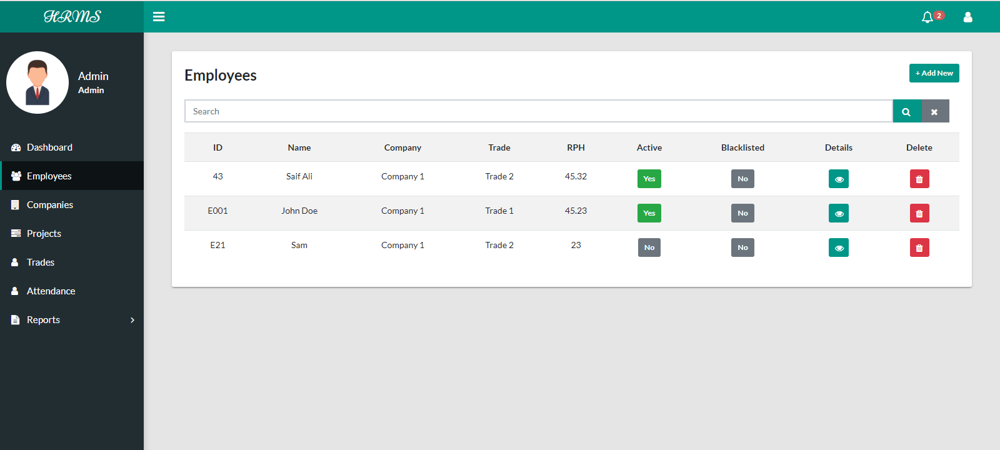 HRMS
2
Admin
Admin
Dashboard
Employees
Companies
Projects
Trades
Attendance
Reports
Employees
+ Add New
Search
ID Name Company Trade RPH Active Blacklisted Details Delete
43 Saif Ali Company 1 Trade 2 45.32 Yes No
E001 John Doe Company 1 Trade 1 45.23 Yes No
E21 Sam Company 1 Trade 2 23 No No